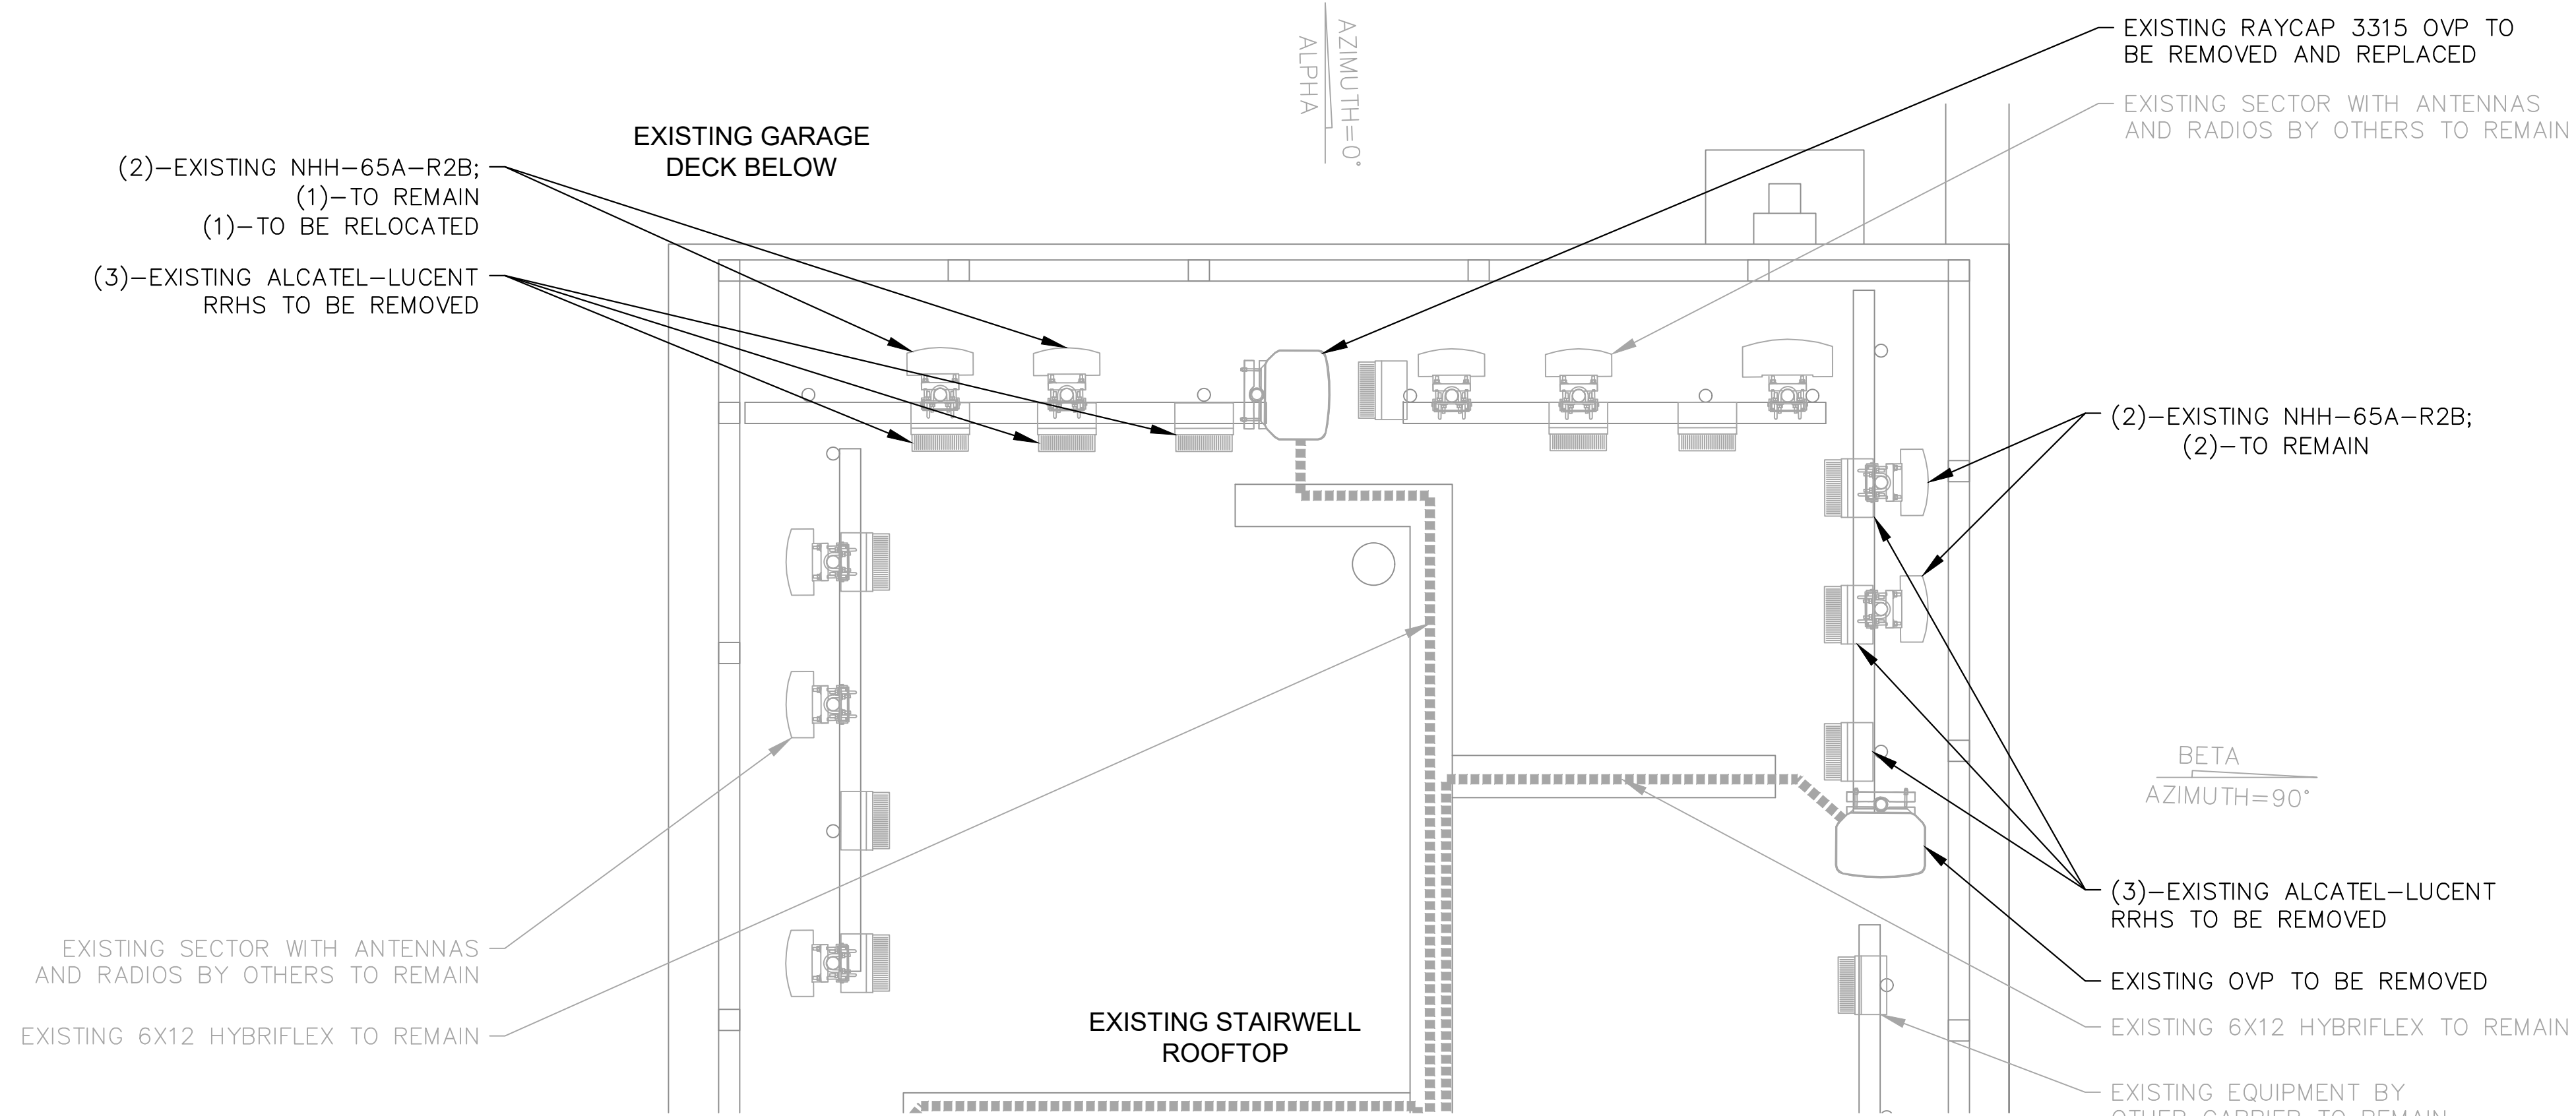 AZIMUTH=0°
ALPHA
EXISTING RAYCAP 3315 OVP TO
BE REMOVED AND REPLACED
EXISTING SECTOR WITH ANTENNAS
AND RADIOS BY OTHERS TO REMAIN
EXISTING GARAGE
DECK BELOW
(2)-EXISTING NHH-65A-R2B;
(1)-TO REMAIN
(1)-TO BE RELOCATED
(3)-EXISTING ALCATEL-LUCENT
RRHS TO BE REMOVED
(2)-EXISTING NHH-65A-R2B;
(2)-TO REMAIN
BETA
AZIMUTH=90°
(3)-EXISTING ALCATEL-LUCENT
RRHS TO BE REMOVED
EXISTING SECTOR WITH ANTENNAS
AND RADIOS BY OTHERS TO REMAIN
EXISTING OVP TO BE REMOVED
EXISTING 6X12 HYBRIFLEX TO REMAIN
EXISTING STAIRWELL
ROOFTOP
EXISTING 6X12 HYBRIFLEX TO REMAIN
EXISTING EQUIPMENT BY
OTHER CARRIER TO REMAIN